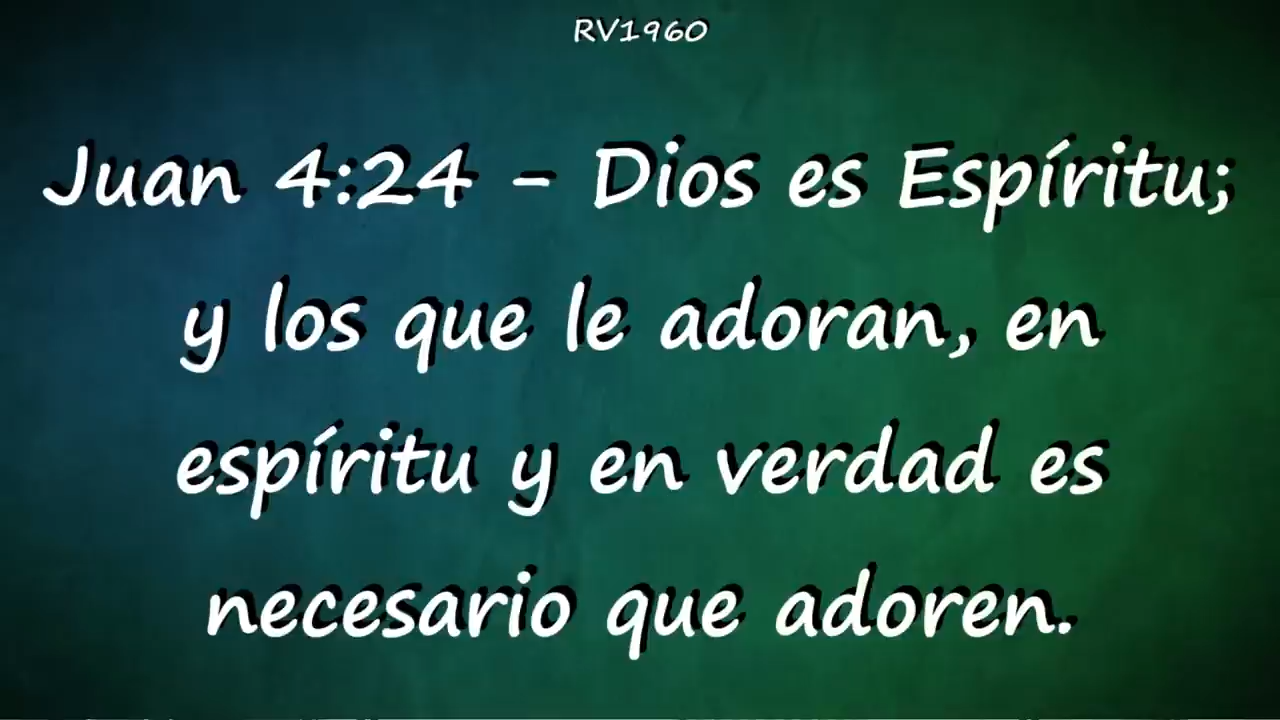 RV1960
Juan 4:24 - Dios es Espíritu;
y los que le adoran, en
espíritu y en verdad es
necesario que adoren.